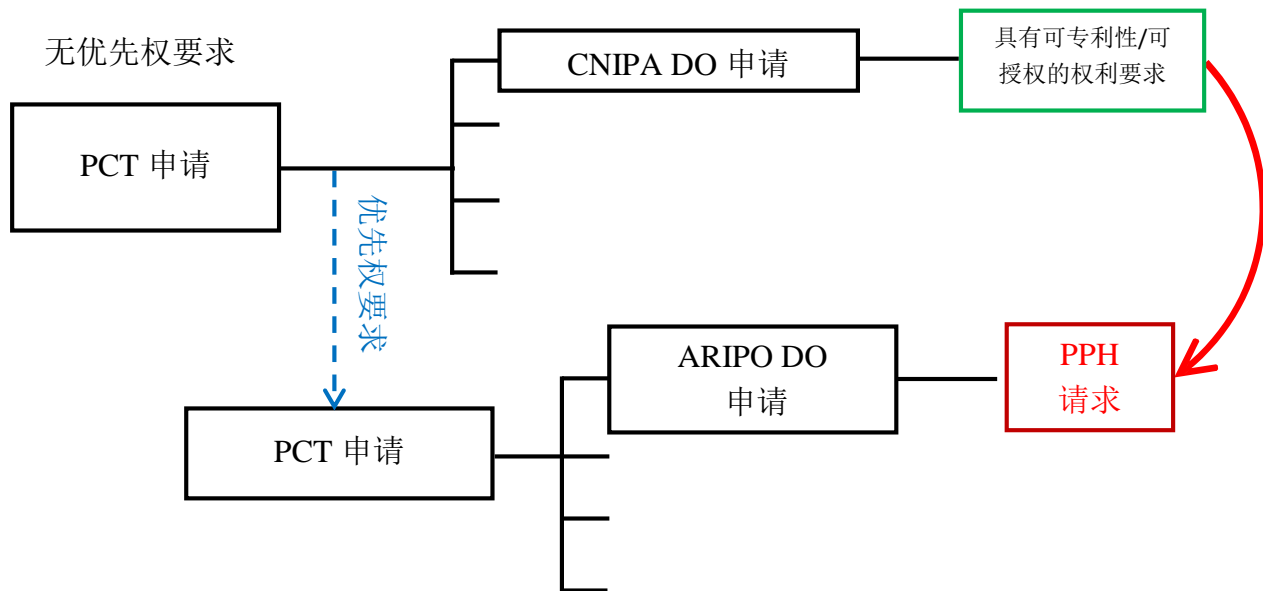 无优先权要求
CNIPA DO 申请
具有可专利性/可
授权的权利要求
PCT 申请
优先权要求
ARIPO DO
申请
PPH
请求
PCT 申请